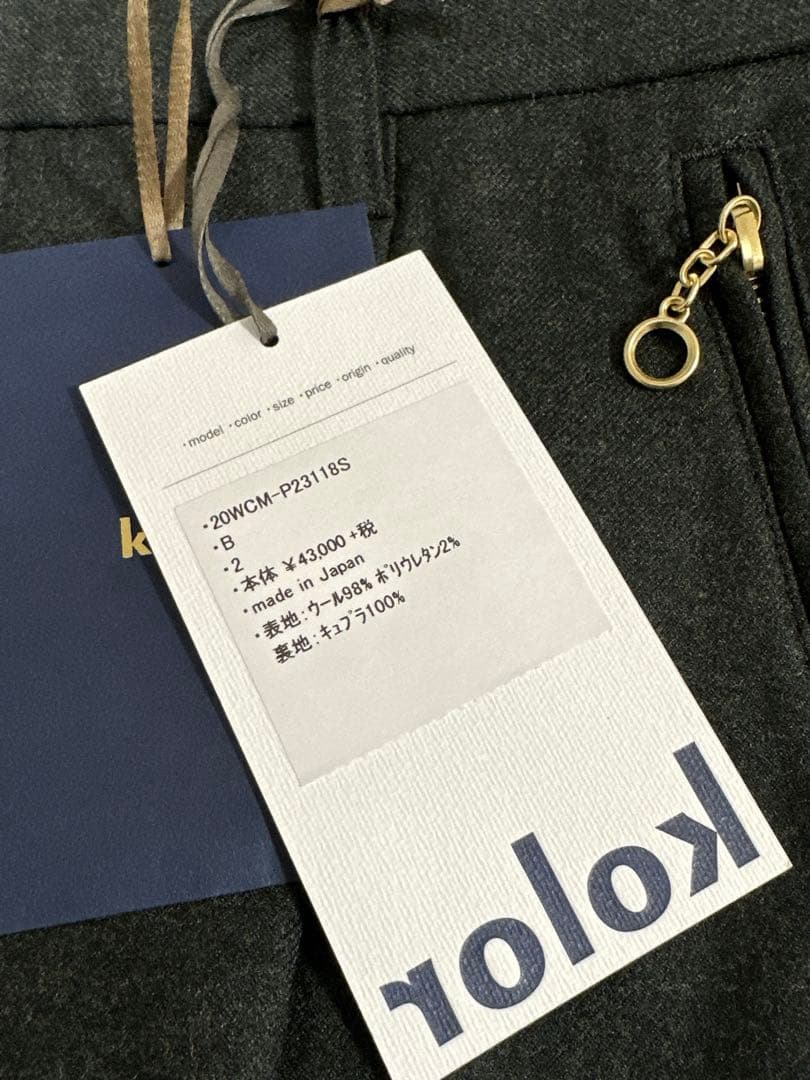 ・model ・color ・size ・price ・origin ・quality
・20WCM-P23118S
・B
・2
・本体 ¥43,000 +税
・made in Japan
・表地:ウール98% ポリウレタン2%
裏地:キュプラ100%
kolor
k